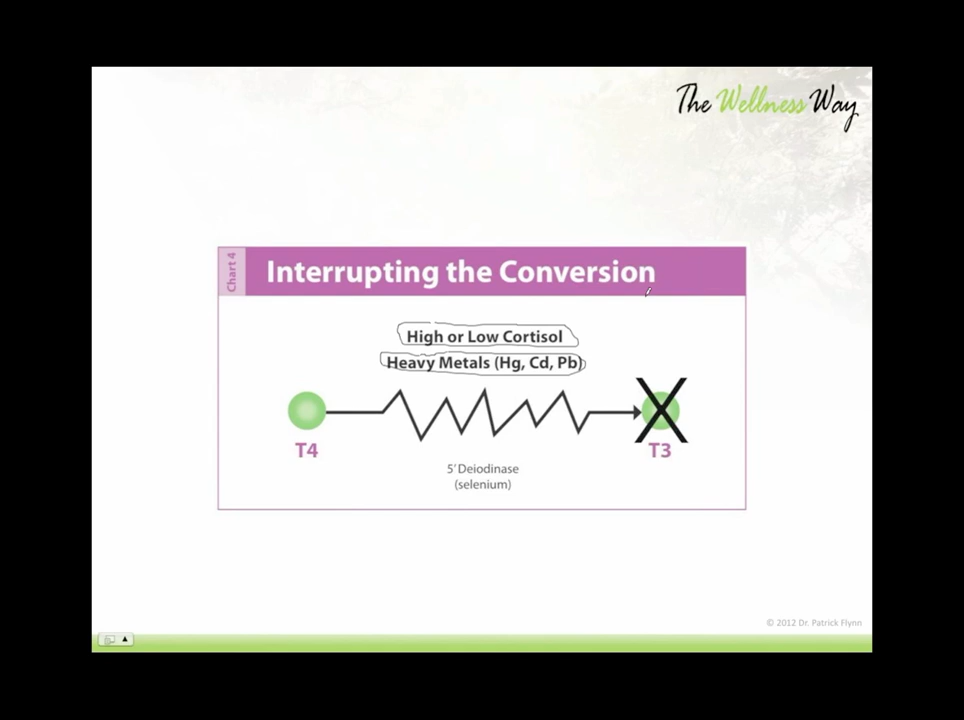 The Wellness Way
Chart 4
Interrupting the Conversion
High or Low Cortisol
Heavy Metals (Hg, Cd, Pb)
T4
T3
5' Deiodinase
(selenium)
© 2012 Dr. Patrick Flynn